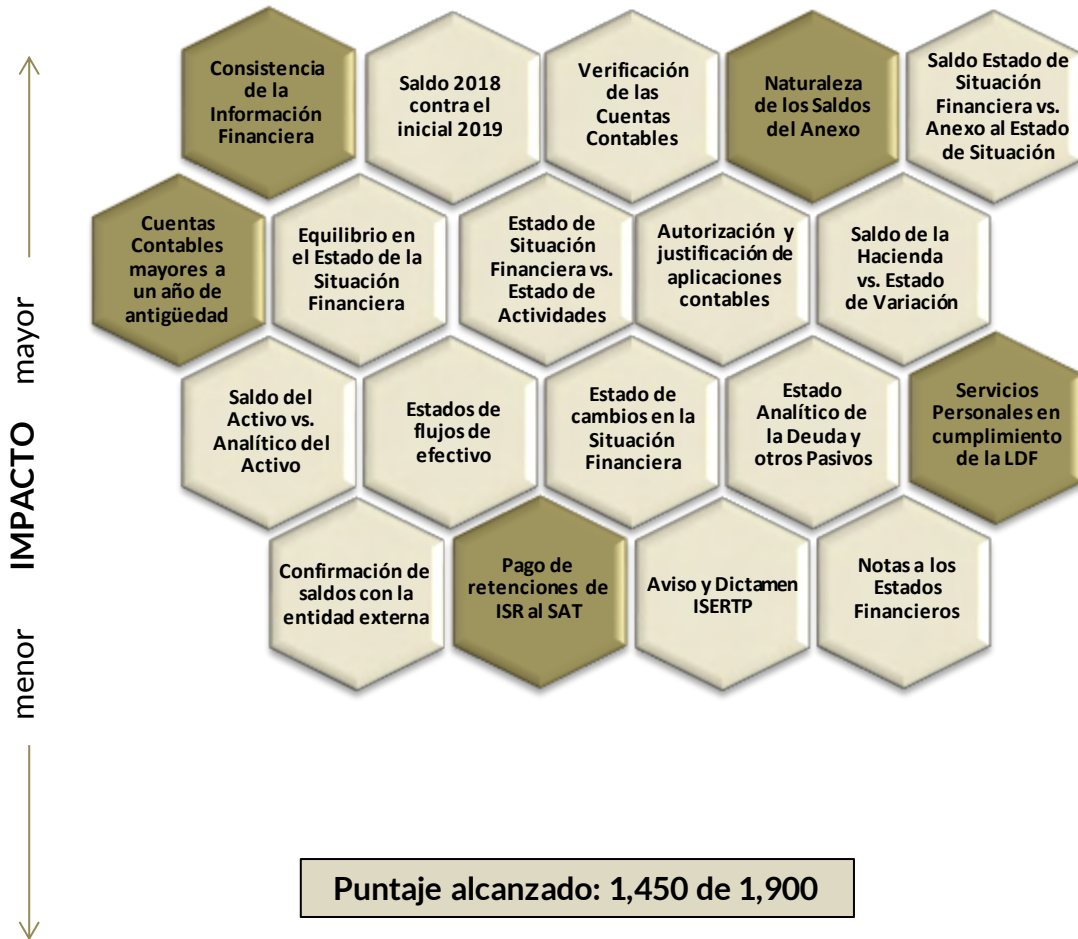 Consistencia
de la
Información
Financiera
Saldo 2018
contra el
inicial 2019
Verificación
de las
Cuentas
Contables
Naturaleza
de los Saldos
del Anexo
Saldo Estado de
Situación
Financiera vs.
Anexo al Estado
de Situación
Cuentas
Contables
mayores a
un año de
antigüedad
Equilibrio en
el Estado de la
Situación
Financiera
Estado de
Situación
Financiera vs.
Estado de
Actividades
Autorización y
justificación de
aplicaciones
contables
Saldo de la
Hacienda
vs. Estado
de Variación
Saldo del
Activo vs.
Analítico del
Activo
Estados de
flujos de
efectivo
Estado de
cambios en la
Situación
Financiera
Estado
Analítico de
la Deuda y
otros Pasivos
Servicios
Personales en
cumplimiento
de la LDF
Confirmación de
saldos con la
entidad externa
Pago de
retenciones de
ISR al SAT
Aviso y Dictamen
ISERTP
Notas a los
Estados
Financieros
menor IMPACTO mayor
Puntaje alcanzado: 1,450 de 1,900